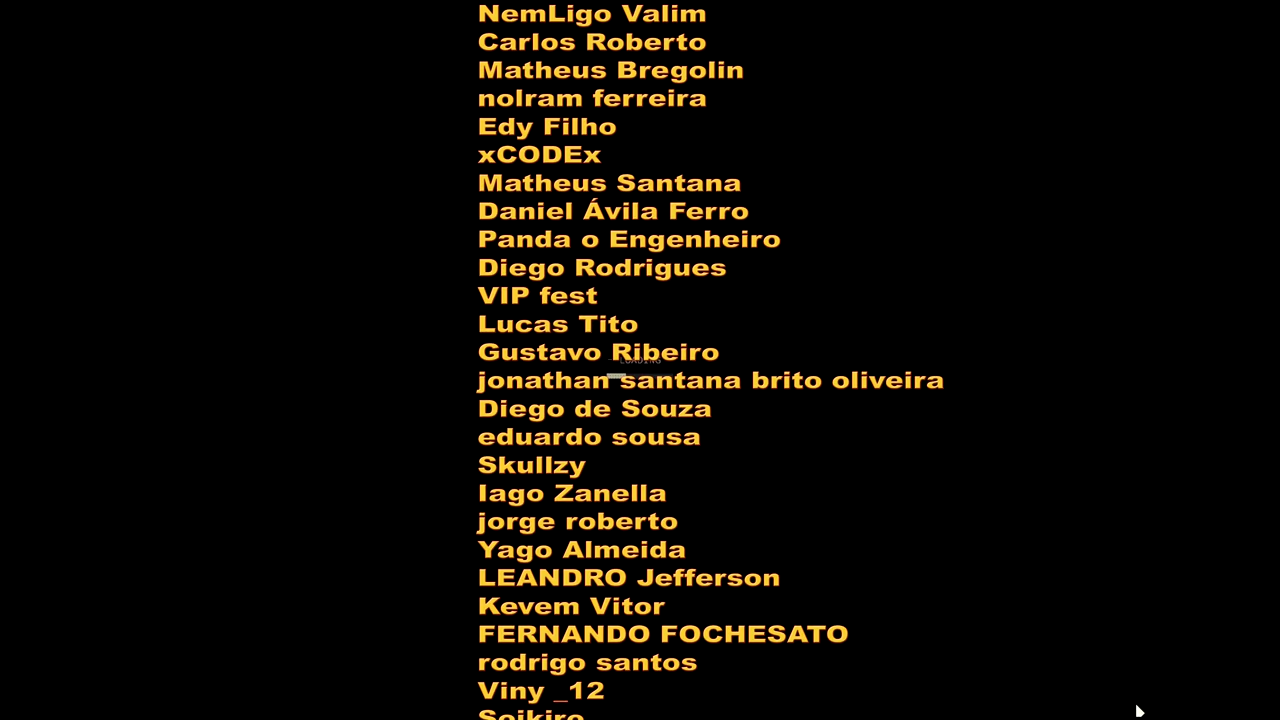 NemLigo Valim
Carlos Roberto
Matheus Bregolin
nolram ferreira
Edy Filho
xCODEx
Matheus Santana
Daniel Ávila Ferro
Panda o Engenheiro
Diego Rodrigues
VIP fest
Lucas Tito
Gustavo Ribeiro
LOADING
jonathan santana brito oliveira
Diego de Souza
eduardo sousa
Skullzy
Iago Zanella
jorge roberto
Yago Almeida
LEANDRO Jefferson
Kevem Vitor
FERNANDO FOCHESATO
rodrigo santos
Viny _12